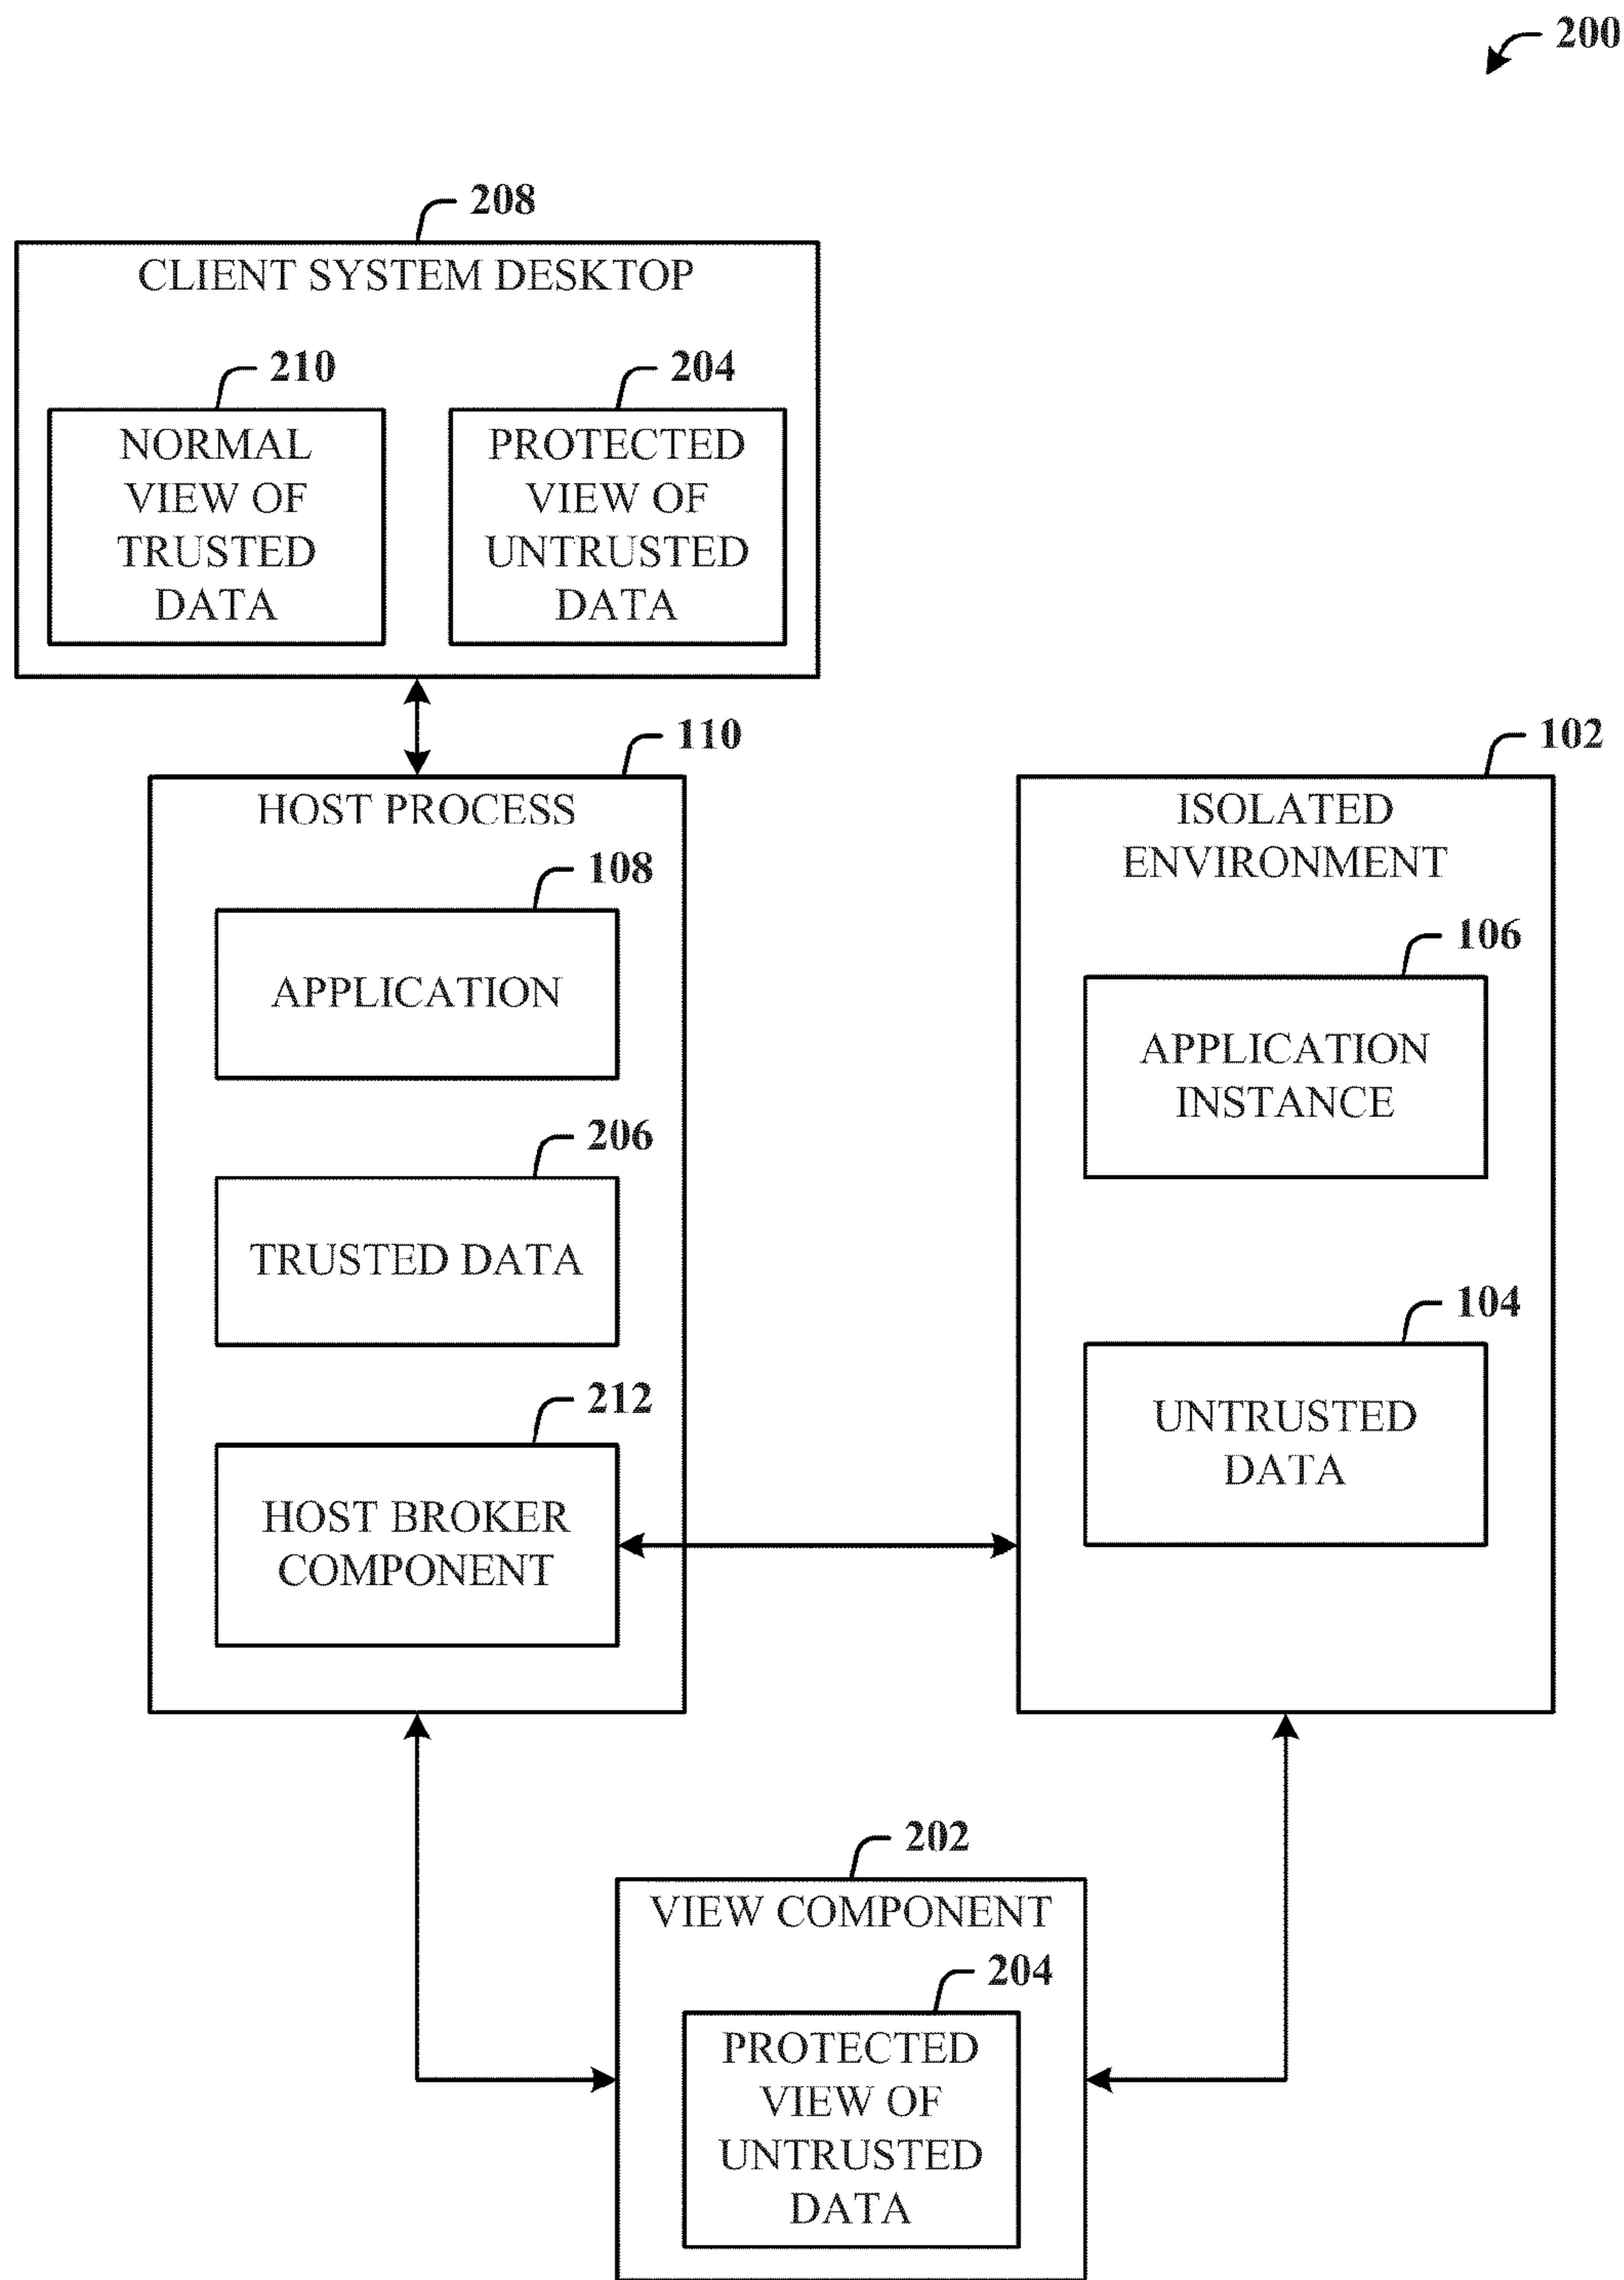 200
208
CLIENT SYSTEM DESKTOP
210
NORMAL
VIEW OF
TRUSTED
DATA
204
PROTECTED
VIEW OF
UNTRUSTED
DATA
110
HOST PROCESS
108
APPLICATION
206
TRUSTED DATA
212
HOST BROKER
COMPONENT
102
ISOLATED
ENVIRONMENT
106
APPLICATION
INSTANCE
104
UNTRUSTED
DATA
202
VIEW COMPONENT
204
PROTECTED
VIEW OF
UNTRUSTED
DATA